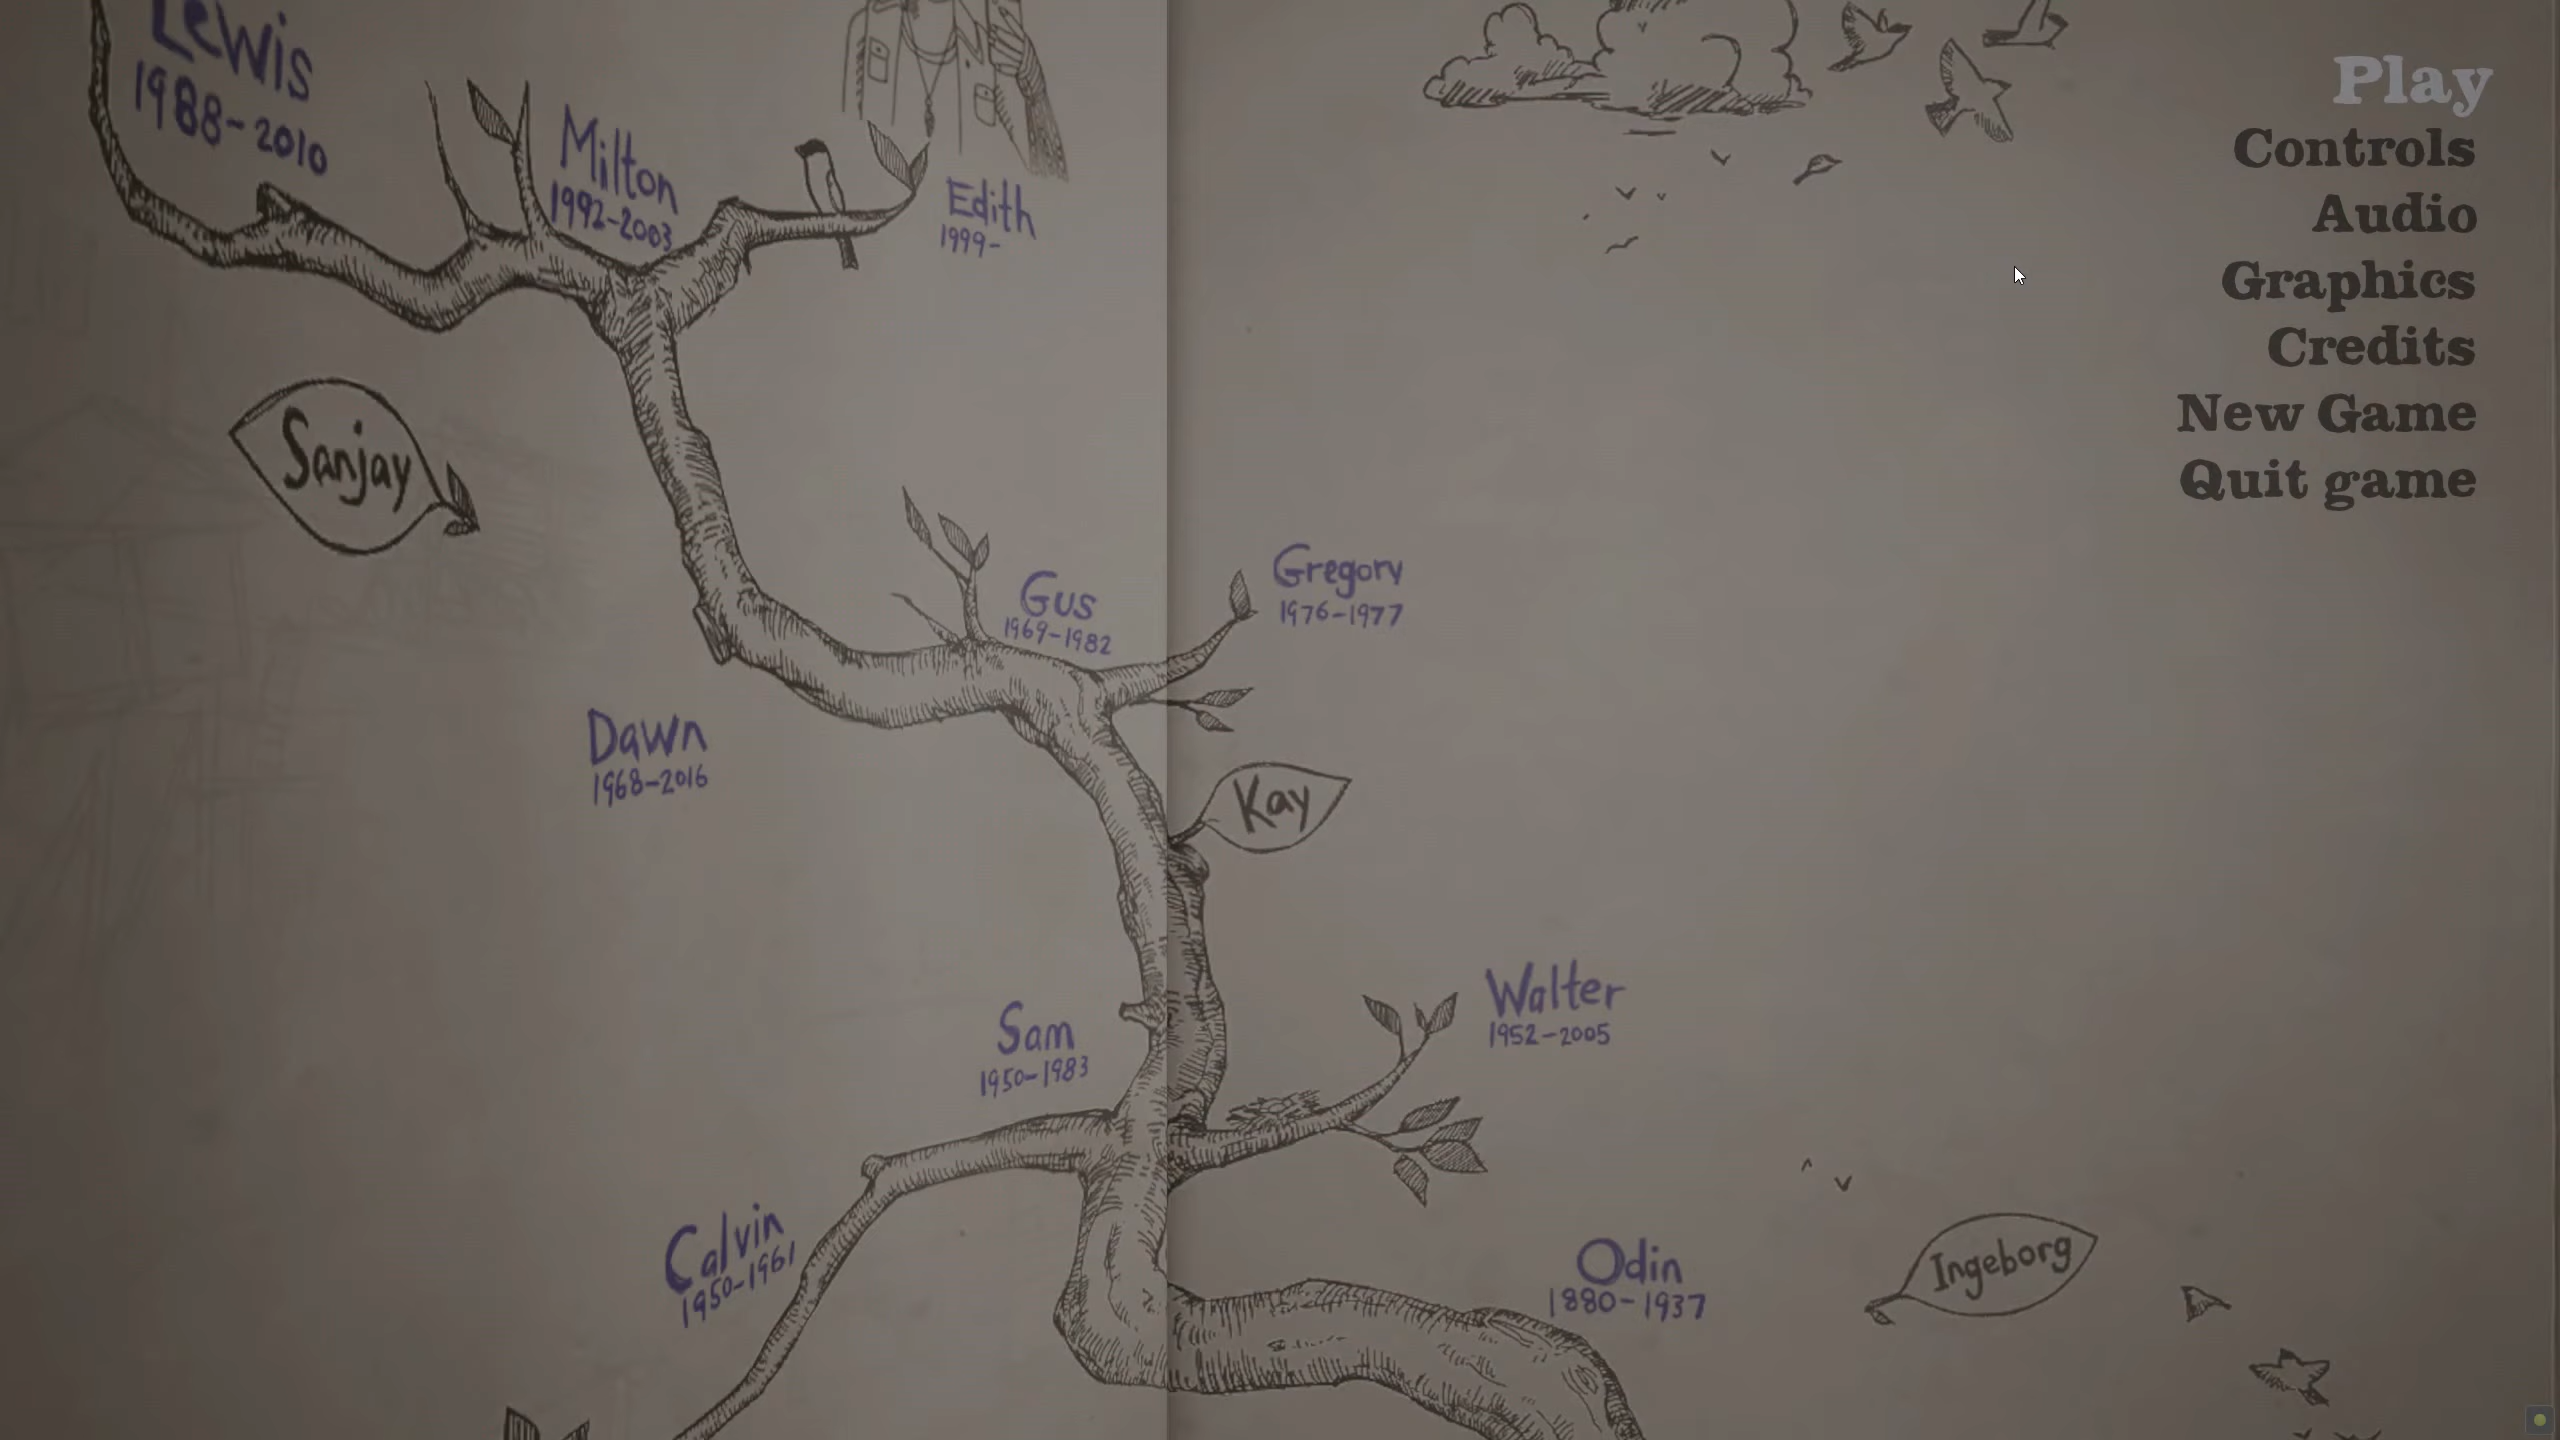 Lewis
1988-2010
Milton
1992-2003
Edith
1999-
Play
Controls
Audio
Graphics
Credits
New Game
Quit game
Sanjay
Gus
1969-1982
Gregory
1976-1977
Dawn
1968-2016
Kay
Sam
1950-1983
Walter
1952-2005
Calvin
1950-1961
Odin
1880-1937
Ingeborg